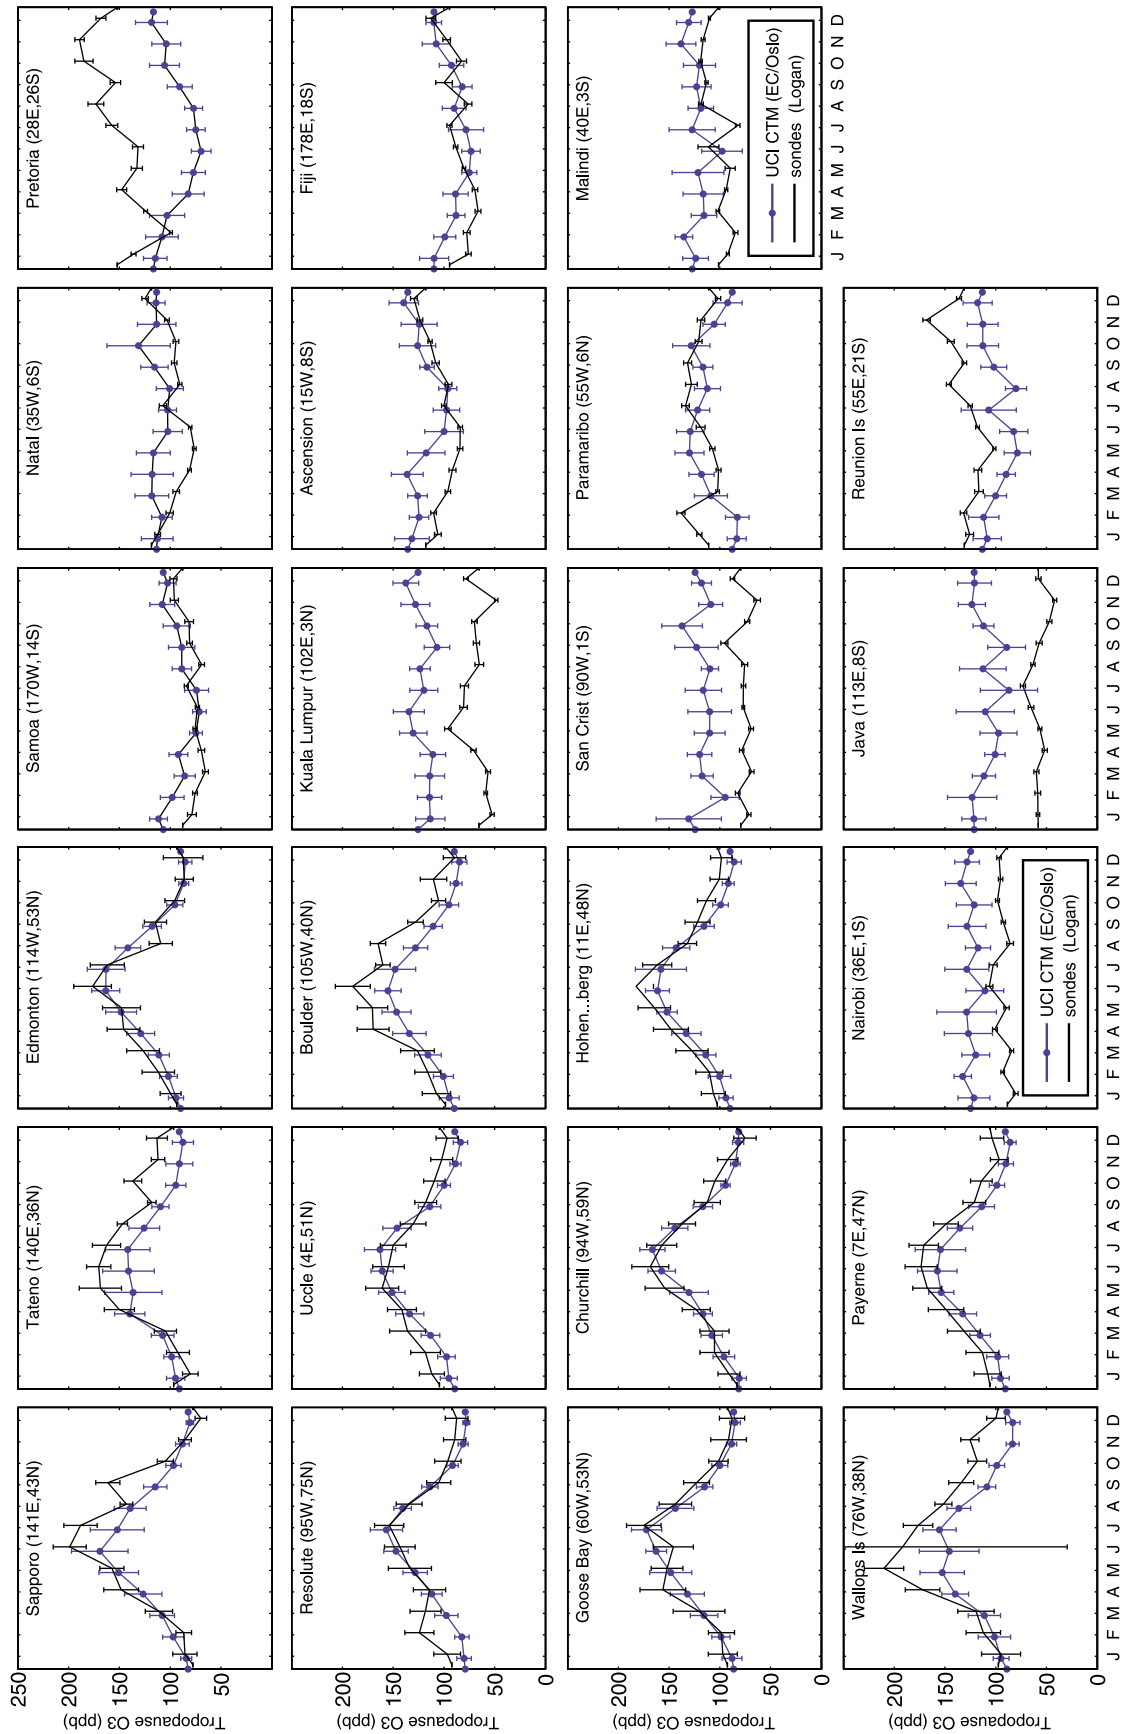 Sapporo (141E,43N)
Tateno (140E,36N)
Edmonton (114W,53N)
Samoa (170W,14S)
Natal (35W,6S)
Pretoria (28E,26S)
Tropopause O3 (ppb)
250
200
150
100
50
Resolute (95W,75N)
Uccle (4E,51N)
Boulder (105W,40N)
Kuala Lumpur (102E,3N)
Ascension (15W,8S)
Fiji (178E,18S)
Tropopause O3 (ppb)
200
150
100
50
0
Goose Bay (60W,53N)
Churchill (94W,59N)
Hohen...berg (11E,48N)
San Crist (90W,1S)
Paramaribo (55W,6N)
Malindi (40E,3S)
UCI CTM (EC/Oslo)
sondes (Logan)
J F M A M J J A S O N D
Tropopause O3 (ppb)
200
150
100
50
0
Wallops Is (76W,38N)
Payerne (7E,47N)
Nairobi (36E,1S)
Java (113E,8S)
Reunion Is (55E,21S)
UCI CTM (EC/Oslo)
sondes (Logan)
Tropopause O3 (ppb)
200
150
100
50
0
J F M A M J J A S O N D
J F M A M J J A S O N D
J F M A M J J A S O N D
J F M A M J J A S O N D
J F M A M J J A S O N D